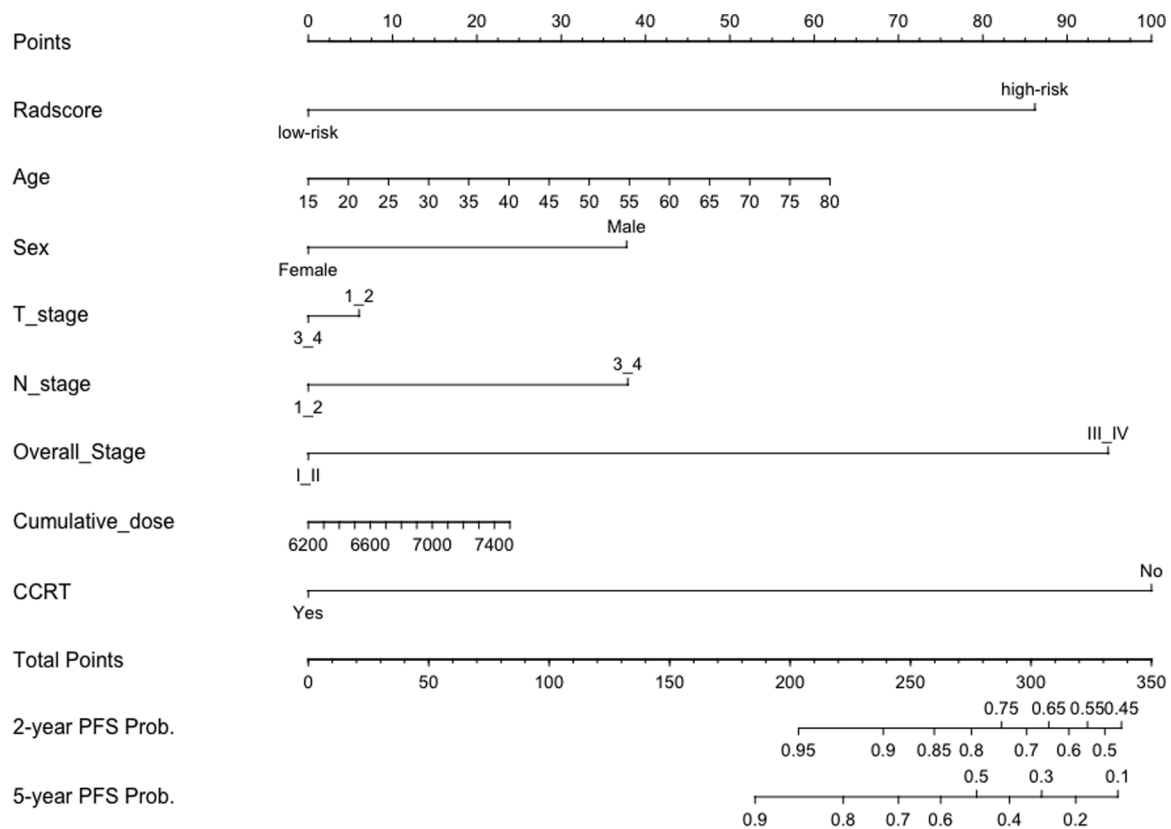 0 10 20 30 40 50 60 70 80 90 100
Points
high-risk
Radscore
low-risk
Age
15 20 25 30 35 40 45 50 55 60 65 70 75 80
Male
Sex
Female
1_2
T_stage
3_4
3_4
N_stage
1_2
III_IV
Overall_Stage
I_II
Cumulative_dose
6200 6600 7000 7400
No
CCRT
Yes
Total Points
0 50 100 150 200 250 300 350
0.75 0.65 0.55 0.45
2-year PFS Prob.
0.95 0.9 0.85 0.8 0.7 0.6 0.5
0.5 0.3 0.1
5-year PFS Prob.
0.9 0.8 0.7 0.6 0.4 0.2